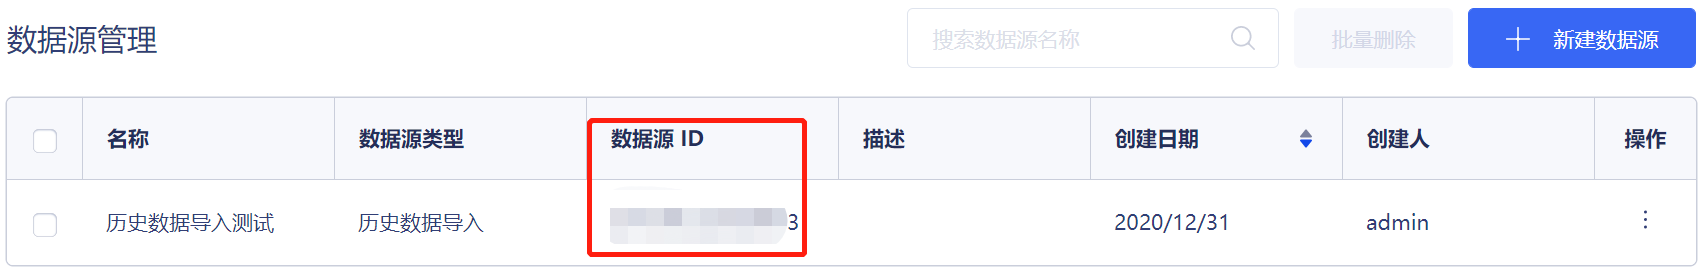 数据源管理
搜索数据源名称
批量删除
新建数据源
名称 数据源类型 数据源 ID 描述 创建日期 创建人 操作
历史数据导入测试 历史数据导入 3 2020/12/31 admin